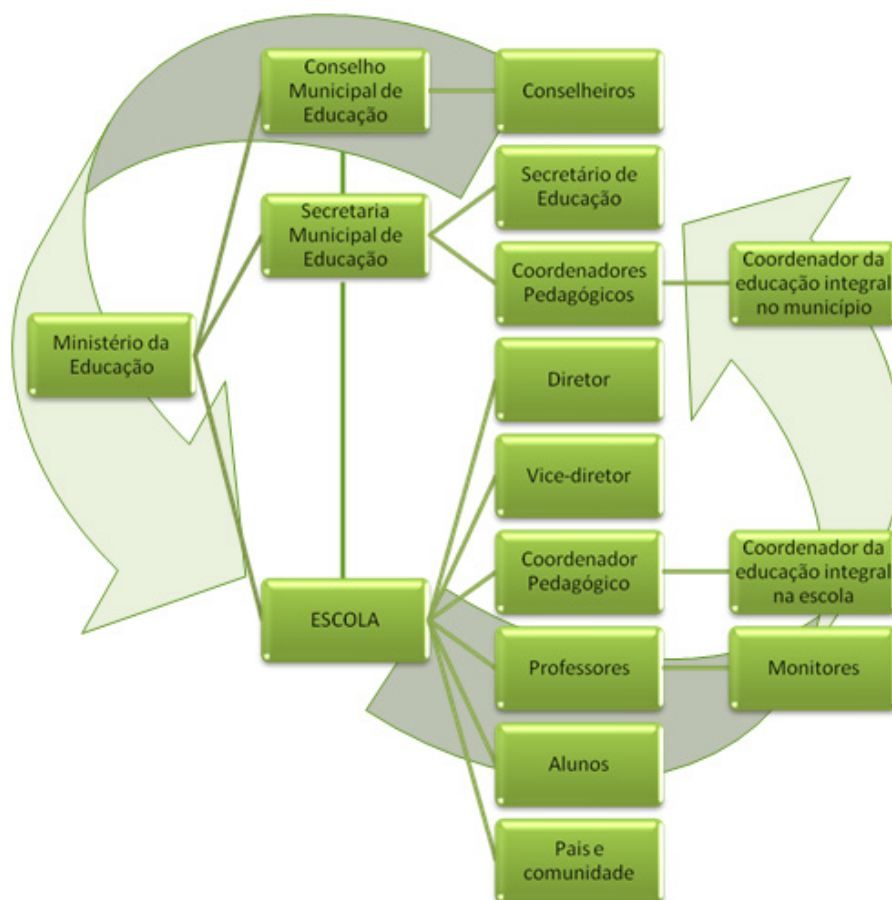 Conselho
Municipal de
Educação
Conselheiros
Secretário de
Educação
Secretaria
Municipal de
Educação
Coordenadores
Pedagógicos
Coordenador da
educação integral
no município
Ministério da
Educação
Diretor
Vice-diretor
Coordenador
Pedagógico
Coordenador da
educação integral
na escola
ESCOLA
Professores
Monitores
Alunos
Pais e
comunidade